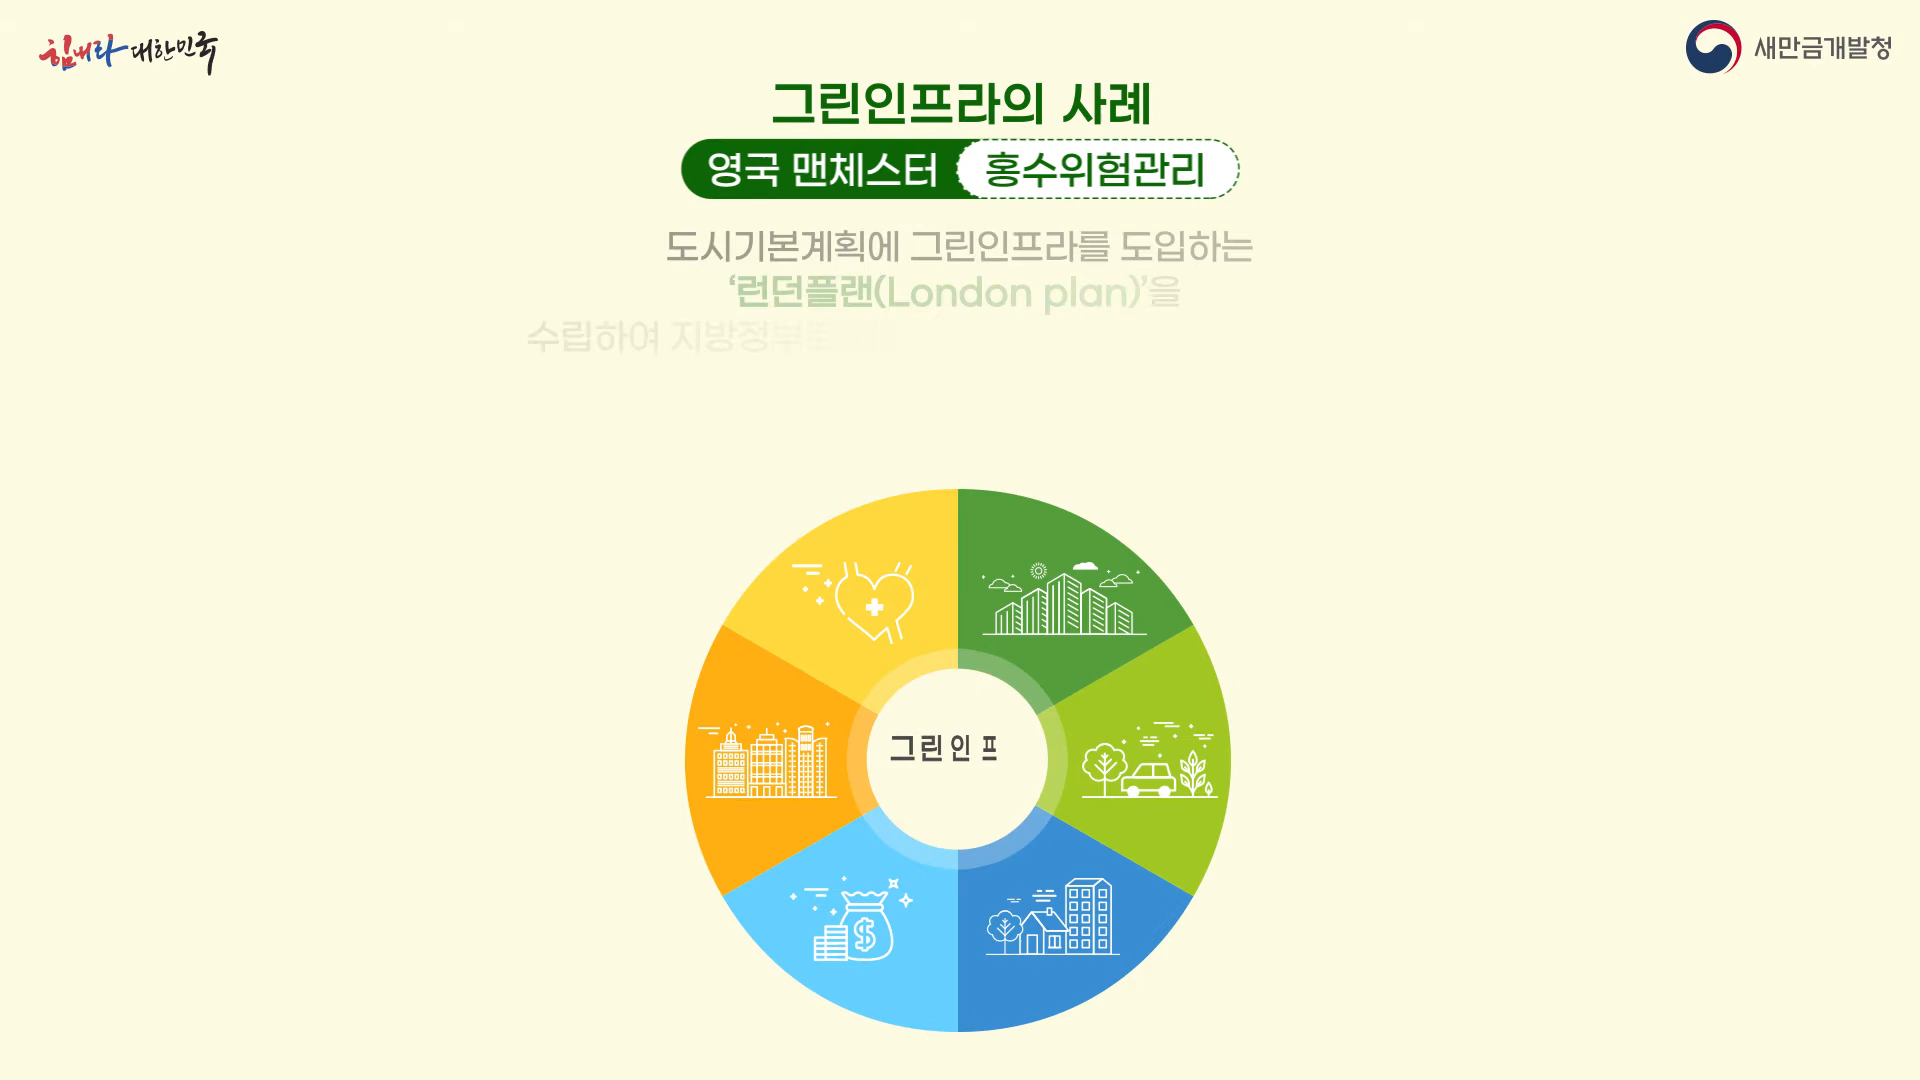 힘내라 대한민국
새만금개발청
그린인프라의 사례
영국 맨체스터 홍수위험관리
도시기본계획에 그린인프라를 도입하는
‘런던플랜(London plan)’을
수립하여 지방정부
그린인프